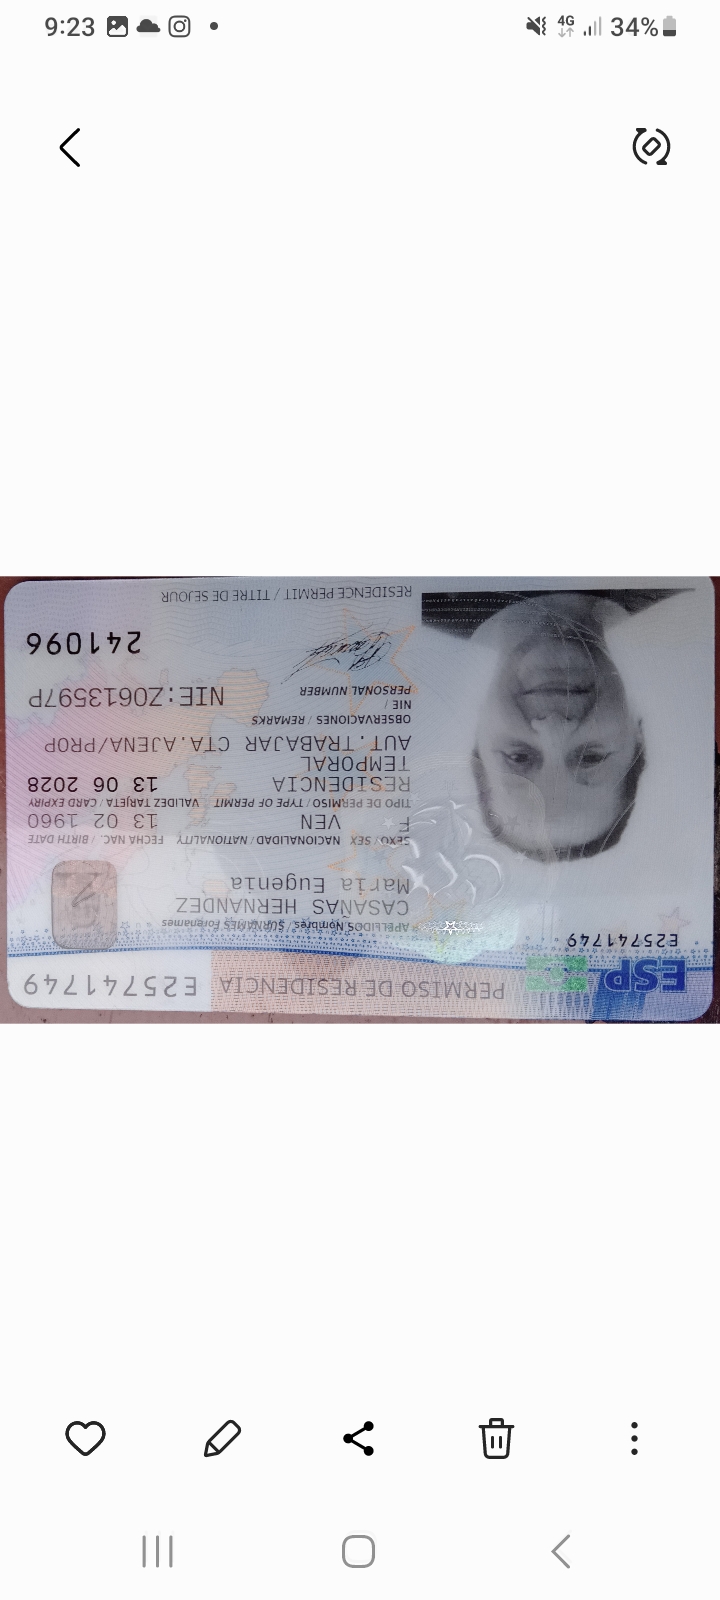 9:23
4G
34%
ESP
PERMISO DE RESIDENCIA E25741749
E25741749
APELLIDOS Nombres / SURNAMES Forenames
CASAÑAS HERNANDEZ
Maria Eugenia
SEXO / SEX NACIONALIDAD / NATIONALITY FECHA NAC. / BIRTH DATE
F VEN 13 02 1960
TIPO DE PERMISO / TYPE OF PERMIT VALIDEZ TARJETA / CARD EXPIRY
RESIDENCIA 13 06 2028
TEMPORAL
AUT.TRABAJAR CTA.AJENA/PROP
OBSERVACIONES / REMARKS
NIE /
PERSONAL NUMBER
NIE:Z0613597P
241096
RESIDENCE PERMIT / TITRE DE SEJOUR